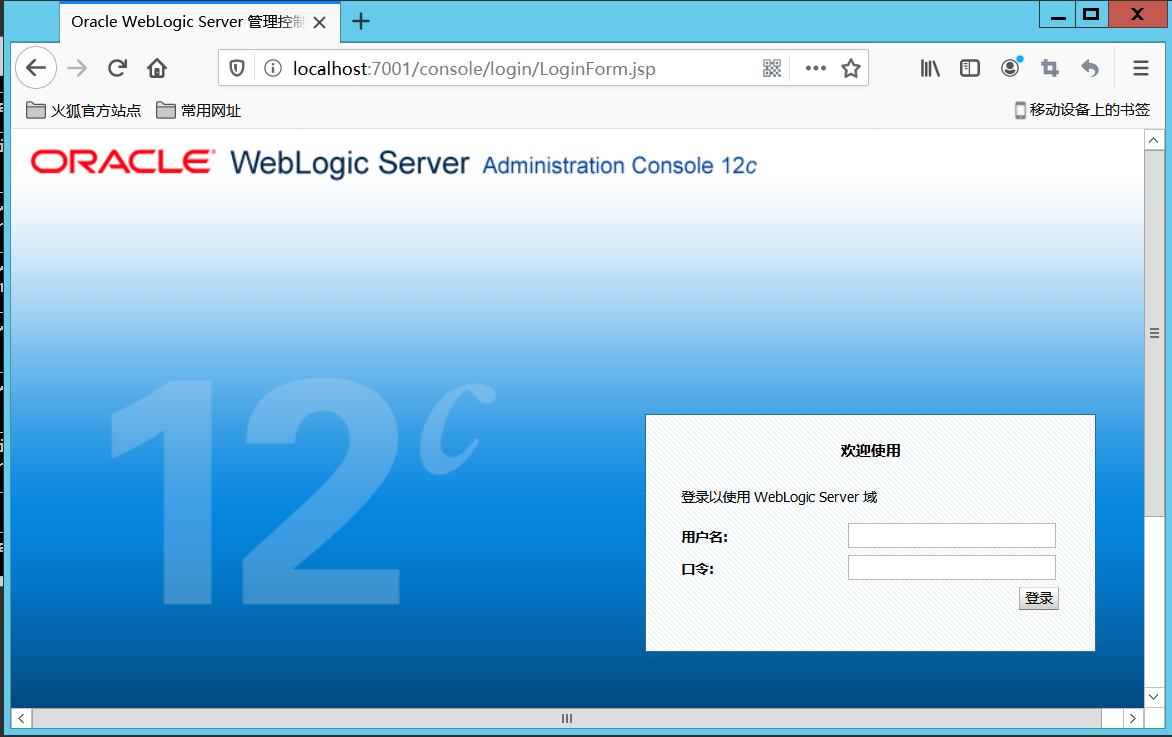 Oracle WebLogic Server 管理控制
localhost:7001/console/login/LoginForm.jsp
火狐官方站点 常用网址 移动设备上的书签
ORACLE WebLogic Server Administration Console 12c
12c
欢迎使用
登录以使用 WebLogic Server 域
用户名:
口令:
登录